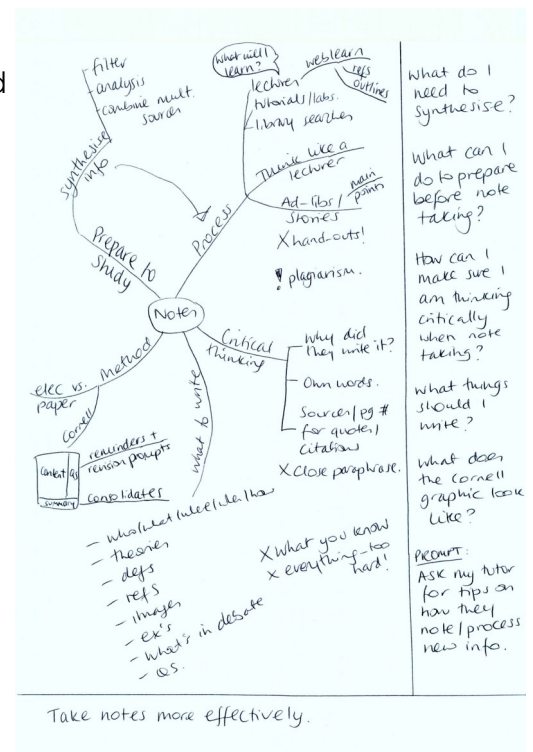 d
filter
analysis
combine mult.
sources
synthesise
info
Prepare to
study
What will I
learn?
weblearn
refs
outlines
lectures
tutorials/labs.
library searches
Think like a
lecturer
Ad-libs/
stories
main
points
X hand-outs!
! plagiarism.
Process
Notes
Critical
thinking
Why did
they write it?
Own words.
Sources/pg #
for quotes/
citations
X Close paraphrase.
Method
elec vs.
paper
Cornell
Content
Qs
summary
reminders +
revision prompts
consolidates
What to write
- who/what/where/when/how
- theories
- defs
- refs
- images
- ex's
- what's in debate
- QS.
X what you know
X everything - too
hard!
What do I
need to
synthesise?
What can I
do to prepare
before note
taking?
How can I
make sure I
am thinking
critically
when note
taking?
what things
should I
write?
what does
the cornell
graphic look
like?
PROMPT:
ASK my tutor
for tips on
how they
note/process
new info.
Take notes more effectively.